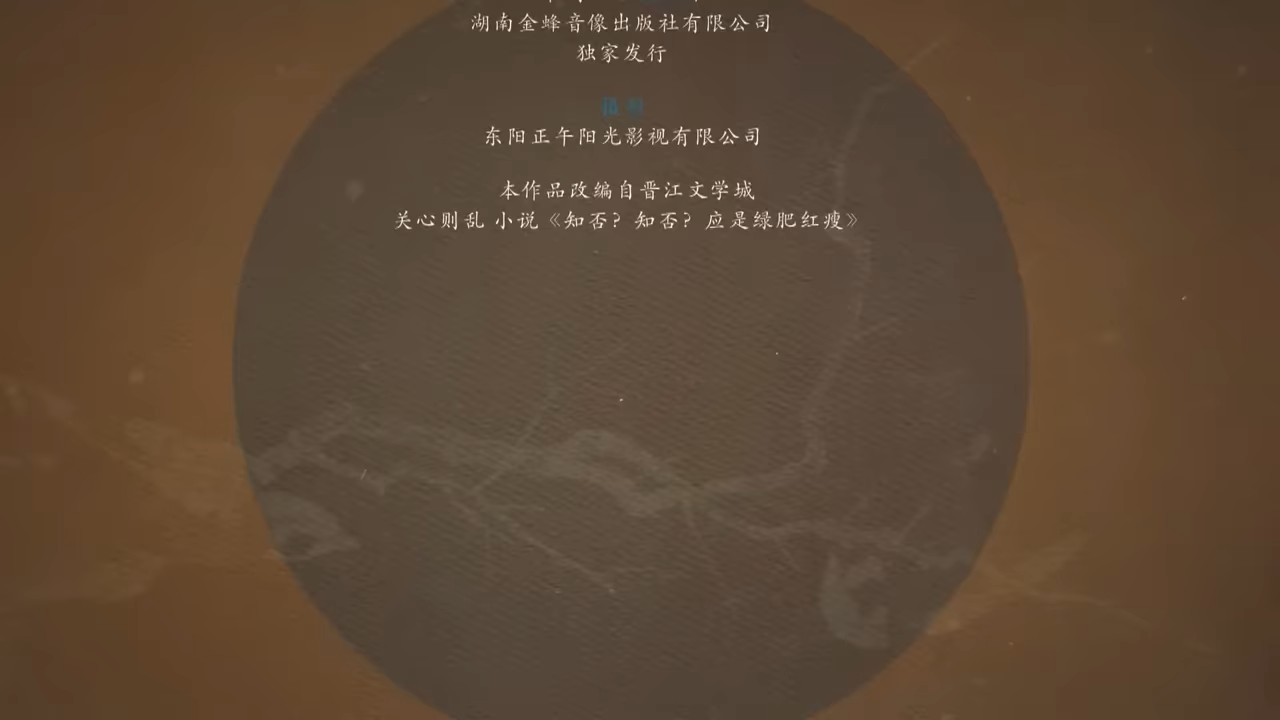 湖南金蜂音像出版社有限公司
独家发行
东阳正午阳光影视有限公司
本作品改编自晋江文学城
关心则乱 小说《知否？知否？应是绿肥红瘦》